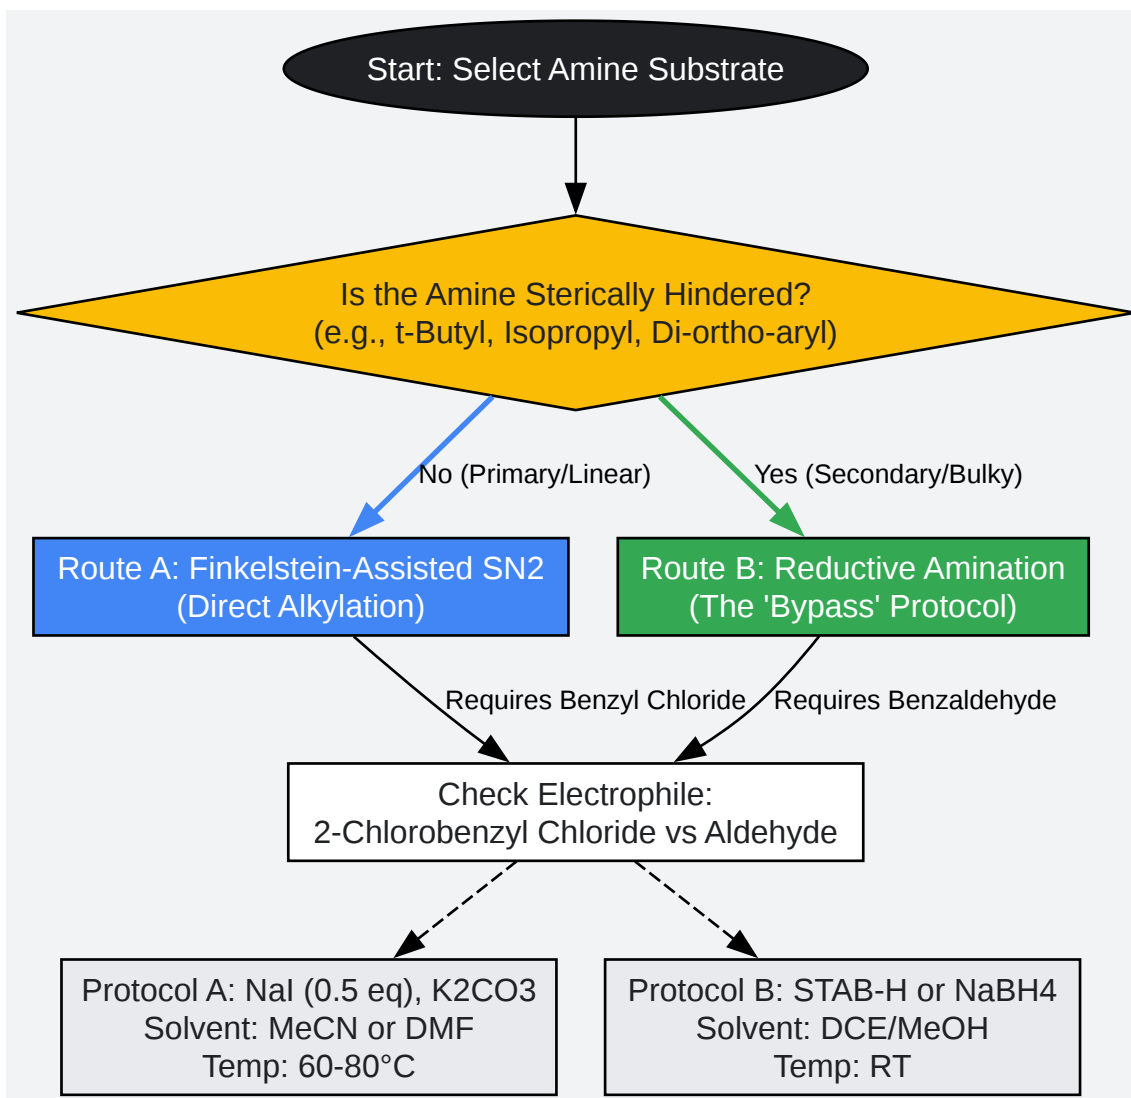 Start: Select Amine Substrate
Is the Amine Sterically Hindered?
(e.g., t-Butyl, Isopropyl, Di-ortho-aryl)
No (Primary/Linear)
Yes (Secondary/Bulky)
Route A: Finkelstein-Assisted SN2
(Direct Alkylation)
Route B: Reductive Amination
(The 'Bypass' Protocol)
Requires Benzyl Chloride
Requires Benzaldehyde
Check Electrophile:
2-Chlorobenzyl Chloride vs Aldehyde
Protocol A: NaI (0.5 eq), K2CO3
Solvent: MeCN or DMF
Temp: 60-80°C
Protocol B: STAB-H or NaBH4
Solvent: DCE/MeOH
Temp: RT